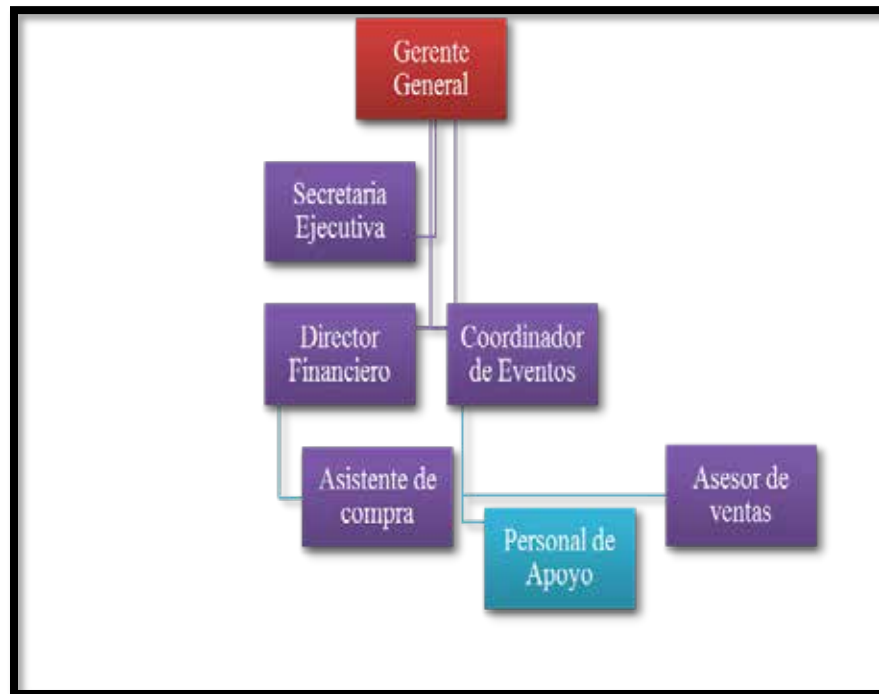 Gerente
General
Secretaria
Ejecutiva
Director
Financiero
Coordinador
de Eventos
Asistente de
compra
Asesor de
ventas
Personal de
Apoyo